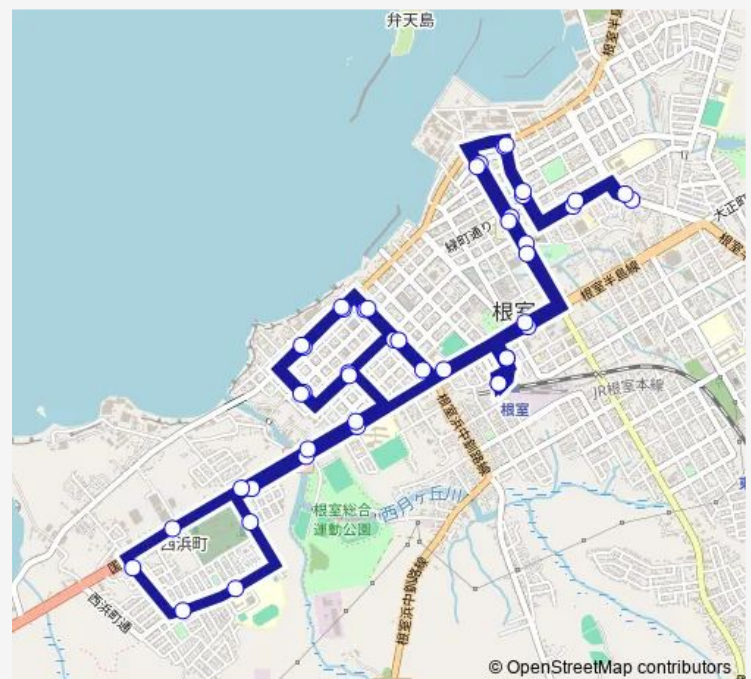 弁天島
根室半
大正町
緑町通り
根室半島線
根室
JR根室本線
根室
根室浜中釧路線
西月ヶ丘川
根室総合
運動公園
西浜町
西浜町通
根室浜中釧路線
© OpenStreetMap contributors